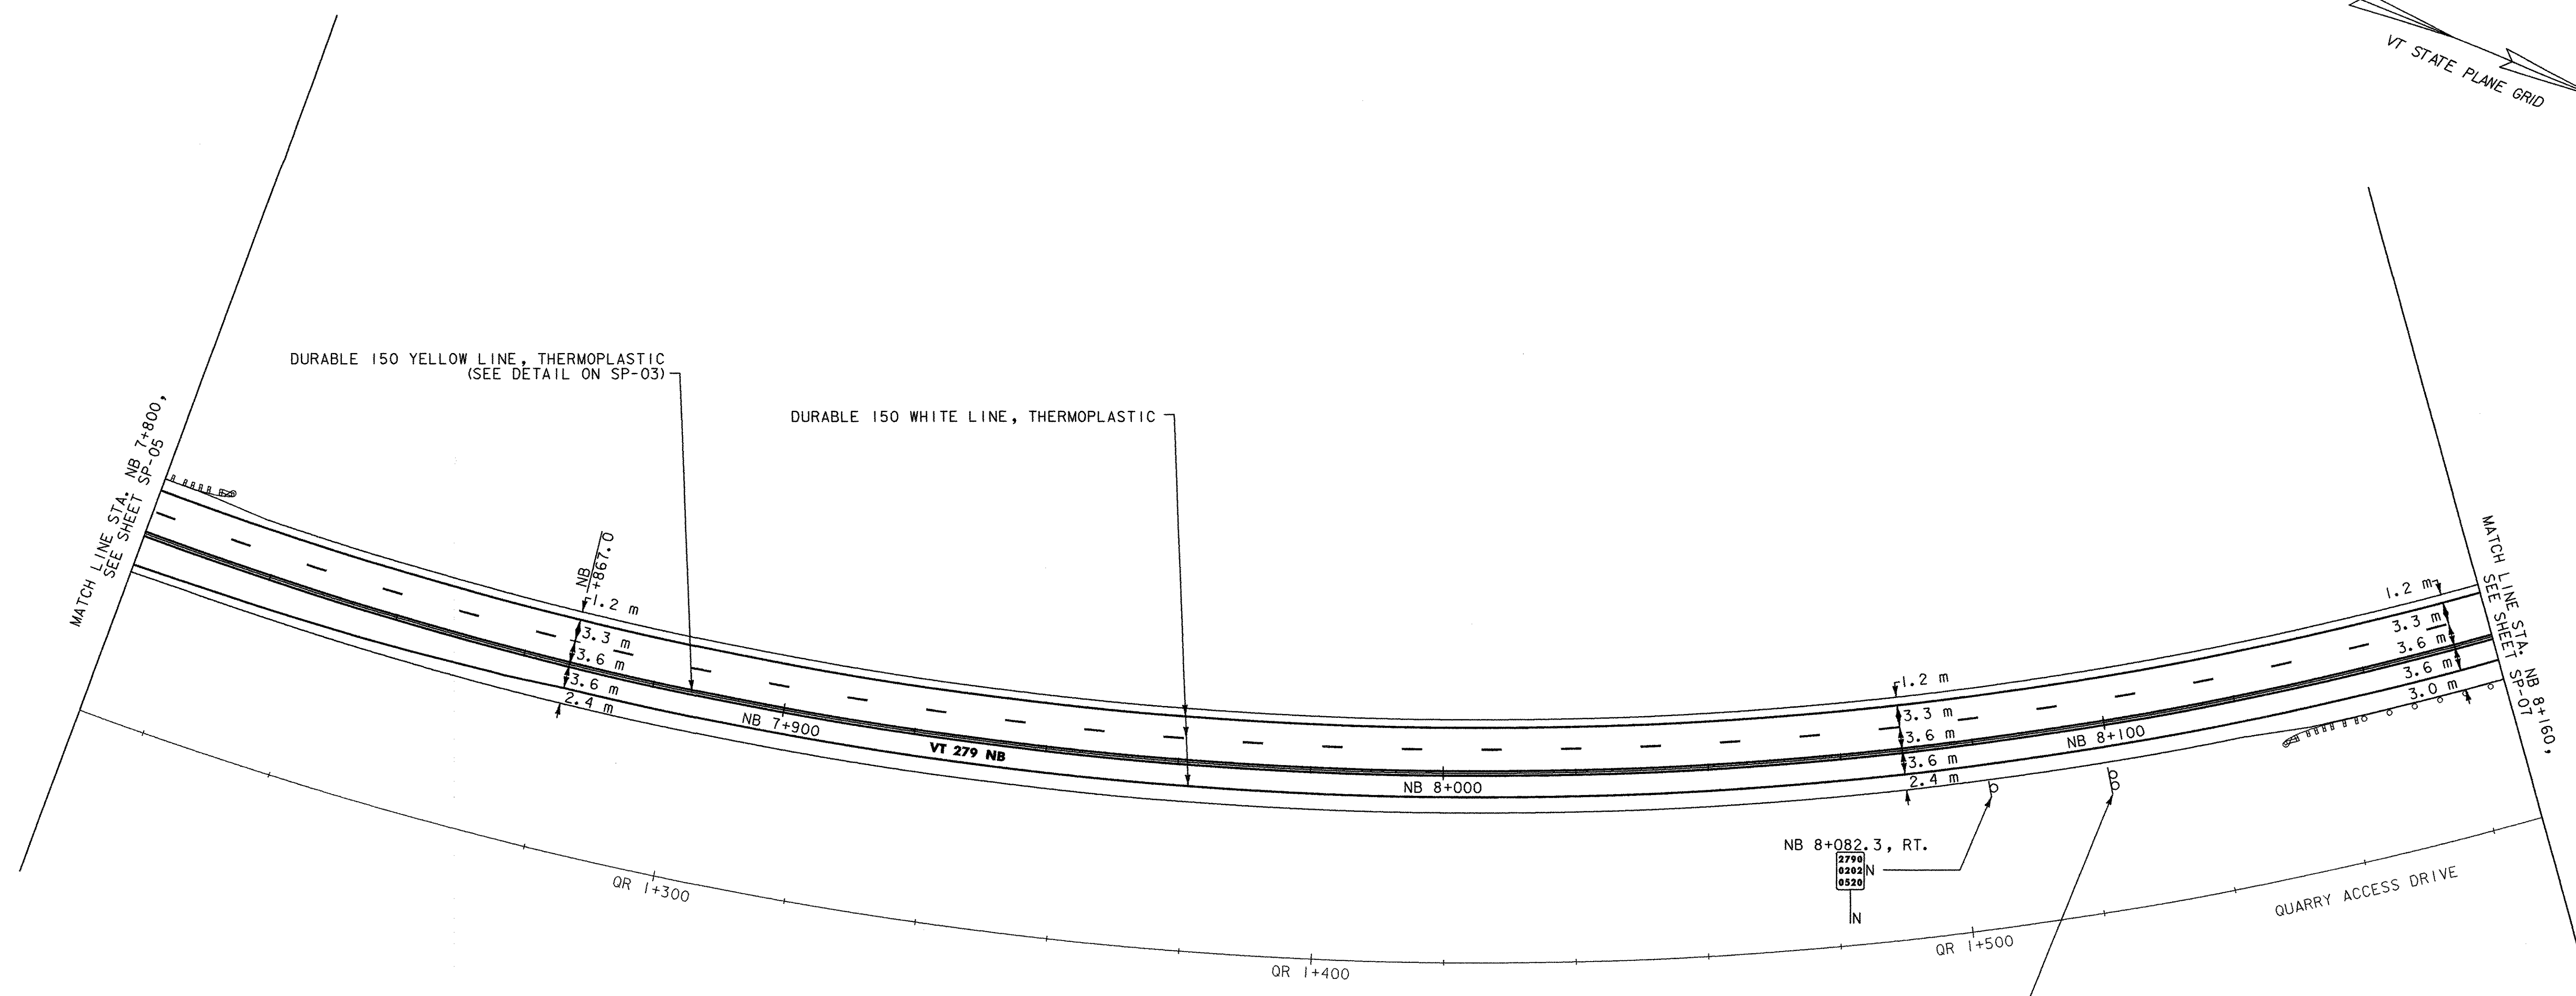 VT STATE PLANE GRID
DURABLE 150 YELLOW LINE, THERMOPLASTIC
(SEE DETAIL ON SP-03)
DURABLE 150 WHITE LINE, THERMOPLASTIC
MATCH LINE STA. NB 7+800,
SEE SHEET SP-05
NB
+867.0
1.2 m
3.3 m
3.6 m
3.6 m
2.4 m
NB 7+900
VT 279 NB
NB 8+000
1.2 m
3.3 m
3.6 m
3.6 m
2.4 m
NB 8+100
1.2 m
3.3 m
3.6 m
3.6 m
3.0 m
MATCH LINE STA. NB 8+160,
SEE SHEET SP-07
NB 8+082.3, RT.
2790
0202
0520
N
N
QR 1+300
QR 1+400
QR 1+500
QUARRY ACCESS DRIVE